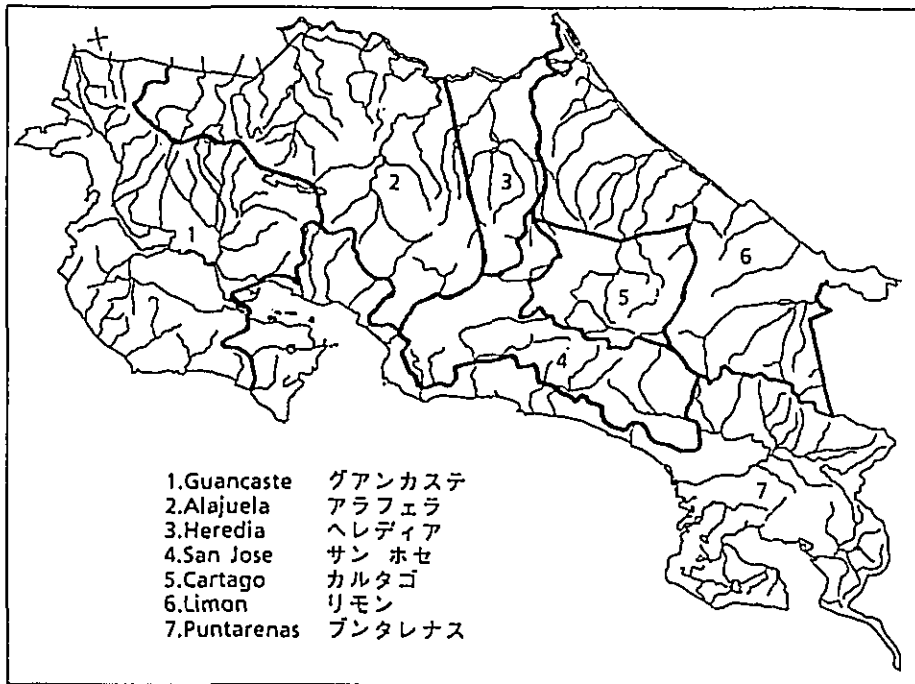 2
3
1
6
5
4
7
1.Guancaste グアンカステ
2.Alajuela アラフェラ
3.Heredia ヘレディア
4.San Jose サン ホセ
5.Cartago カルタゴ
6.Limon リモン
7.Puntarenas プンタレナス